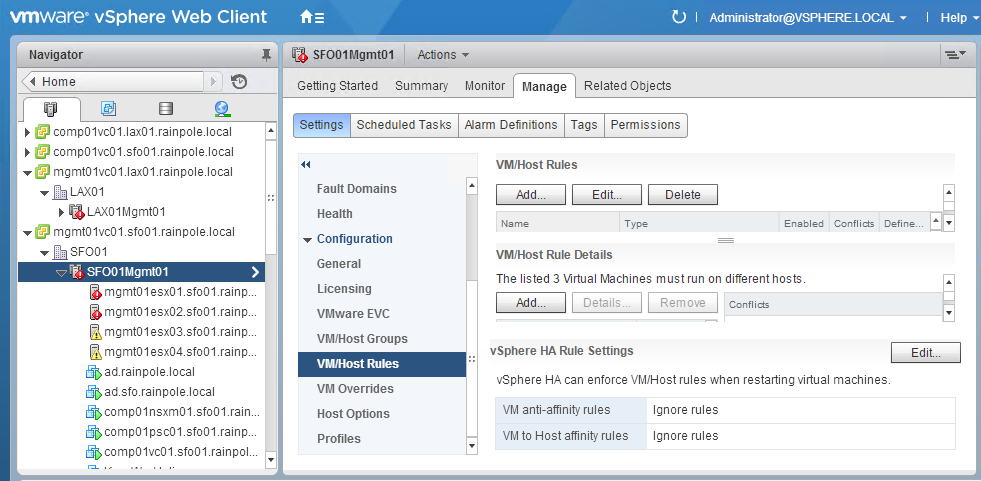 vmware® vSphere Web Client
Administrator@VSPHERE.LOCAL
Help
Navigator
Home
comp01vc01.lax01.rainpole.local
comp01vc01.sfo01.rainpole.local
mgmt01vc01.lax01.rainpole.local
LAX01
LAX01Mgmt01
mgmt01vc01.sfo01.rainpole.local
SFO01
SFO01Mgmt01
mgmt01esx01.sfo01.rainp...
mgmt01esx02.sfo01.rainp...
mgmt01esx03.sfo01.rainp...
mgmt01esx04.sfo01.rainp...
ad.rainpole.local
ad.sfo.rainpole.local
comp01nsxm01.sfo01.rain...
comp01psc01.sfo01.rainp...
comp01vc01.sfo01.rainpol...
SFO01Mgmt01
Actions
Getting Started Summary Monitor Manage Related Objects
Settings Scheduled Tasks Alarm Definitions Tags Permissions
Fault Domains
Health
Configuration
General
Licensing
VMware EVC
VM/Host Groups
VM/Host Rules
VM Overrides
Host Options
Profiles
VM/Host Rules
Add... Edit... Delete
Name Type Enabled Conflicts Define...
VM/Host Rule Details
The listed 3 Virtual Machines must run on different hosts.
Add... Details... Remove Conflicts
vSphere HA Rule Settings
Edit...
vSphere HA can enforce VM/Host rules when restarting virtual machines.
VM anti-affinity rules Ignore rules
VM to Host affinity rules Ignore rules